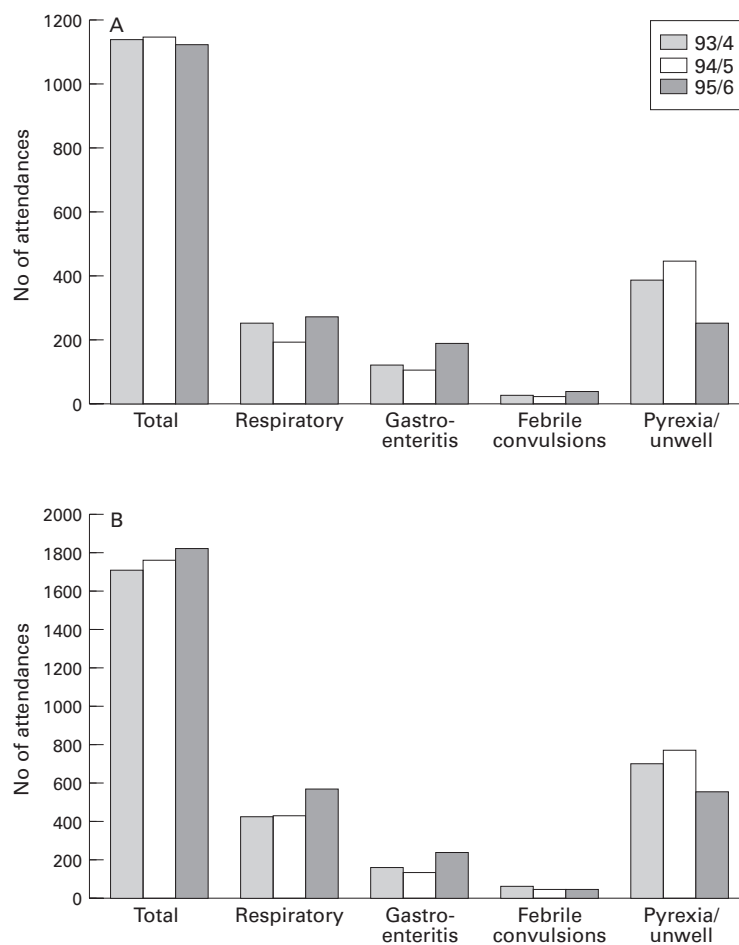 A
1200
1000
800
600
400
200
0
No of attendances
93/4
94/5
95/6
Total
Respiratory
Gastro-
enteritis
Febrile
convulsions
Pyrexia/
unwell
B
2000
1800
1600
1400
1200
1000
800
600
400
200
0
No of attendances
Total
Respiratory
Gastro-
enteritis
Febrile
convulsions
Pyrexia/
unwell